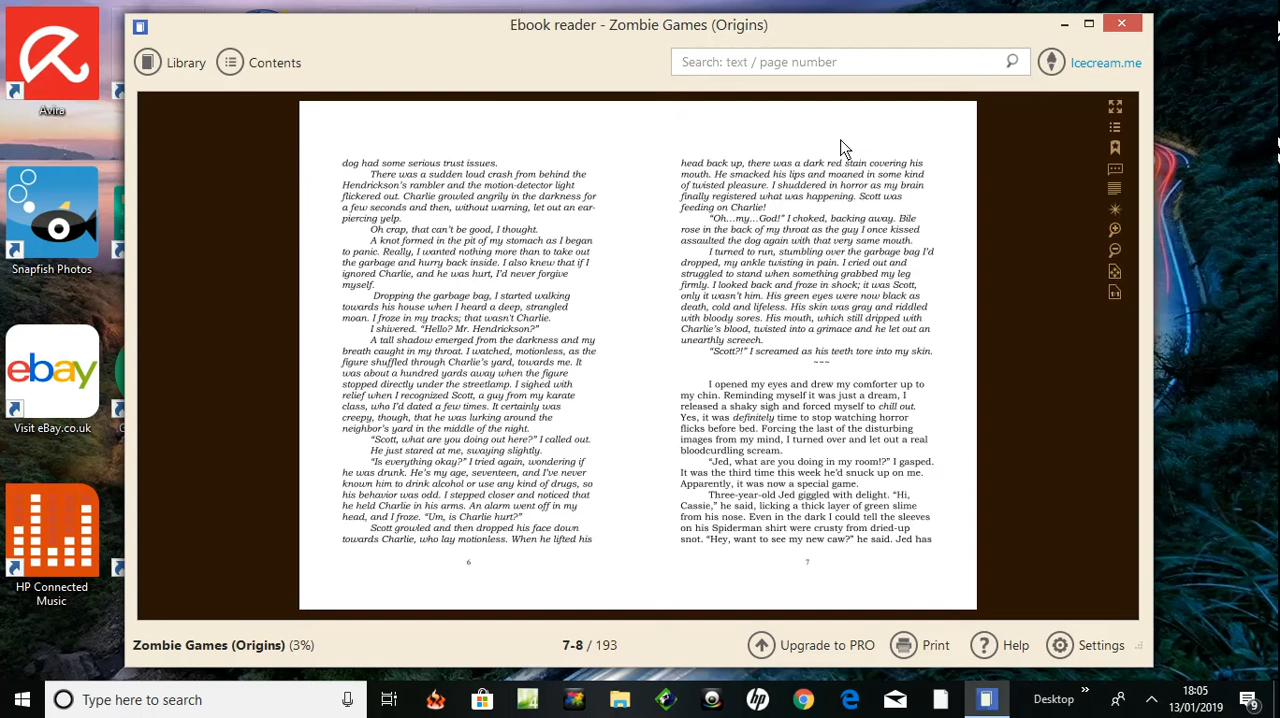 Avira
Snapfish Photos
ebay
Visit eBay.co.uk
HP Connected
Music
Ebook reader - Zombie Games (Origins)
Library
Contents
Search: text / page number
Icecream.me
dog had some serious trust issues.
There was a sudden loud crash from behind the
Hendrickson's rambler and the motion-detector light
flickered out. Charlie growled angrily in the darkness for
a few seconds and then, without warning, let out an ear-
piercing yelp.
Oh crap, that can't be good, I thought.
A knot formed in the pit of my stomach as I began
to panic. Really, I wanted nothing more than to take out
the garbage and hurry back inside. I also knew that if I
ignored Charlie, and he was hurt, I'd never forgive
myself.
Dropping the garbage bag, I started walking
towards his house when I heard a deep, strangled
moan. I froze in my tracks; that wasn't Charlie.
I shivered. "Hello? Mr. Hendrickson?"
A tall shadow emerged from the darkness and my
breath caught in my throat. I watched, motionless, as the
figure shuffled through Charlie's yard, towards me. It
was about a hundred yards away when the figure
stopped directly under the streetlamp. I sighed with
relief when I recognized Scott, a guy from my karate
class, who I'd dated a few times. It certainly was
creepy, though, that he was lurking around the
neighbor's yard in the middle of the night.
"Scott, what are you doing out here?" I called out.
He just stared at me, swaying slightly.
"Is everything okay?" I tried again, wondering if
he was drunk. He's my age, seventeen, and I've never
known him to drink alcohol or use any kind of drugs, so
his behavior was odd. I stepped closer and noticed that
he held Charlie in his arms. An alarm went off in my
head, and I froze. "Um, is Charlie hurt?"
Scott growled and then dropped his face down
towards Charlie, who lay motionless. When he lifted his
6
head back up, there was a dark red stain covering his
mouth. He smacked his lips and moaned in some kind
of twisted pleasure. I shuddered in horror as my brain
finally registered what was happening. Scott was
feeding on Charlie!
"Oh…my…God!" I choked, backing away. Bile
rose in the back of my throat as the guy I once kissed
assaulted the dog again with that very same mouth.
I turned to run, stumbling over the garbage bag I'd
dropped, my ankle twisting in pain. I cried out and
struggled to stand when something grabbed my leg
firmly. I looked back and froze in shock; it was Scott,
only it wasn't him. His green eyes were now black as
death, cold and lifeless. His skin was gray and riddled
with bloody sores. His mouth, which still dripped with
Charlie's blood, twisted into a grimace and he let out an
unearthly screech.
"Scott?!" I screamed as his teeth tore into my skin.
~~~
I opened my eyes and drew my comforter up to
my chin. Reminding myself it was just a dream, I
released a shaky sigh and forced myself to chill out.
Yes, it was definitely time to stop watching horror
flicks before bed. Forcing the last of the disturbing
images from my mind, I turned over and let out a real
bloodcurdling scream.
"Jed, what are you doing in my room!?" I gasped.
It was the third time this week he'd snuck up on me.
Apparently, it was now a special game.
Three-year-old Jed giggled with delight. "Hi,
Cassie," he said, licking a thick layer of green slime
from his nose. Even in the dark I could tell the sleeves
on his Spiderman shirt were crusty from dried-up
snot. "Hey, want to see my new caw?" he said. Jed has
7
Zombie Games (Origins) (3%)
7-8 / 193
Upgrade to PRO
Print
Help
Settings
Type here to search
Desktop
18:05
13/01/2019